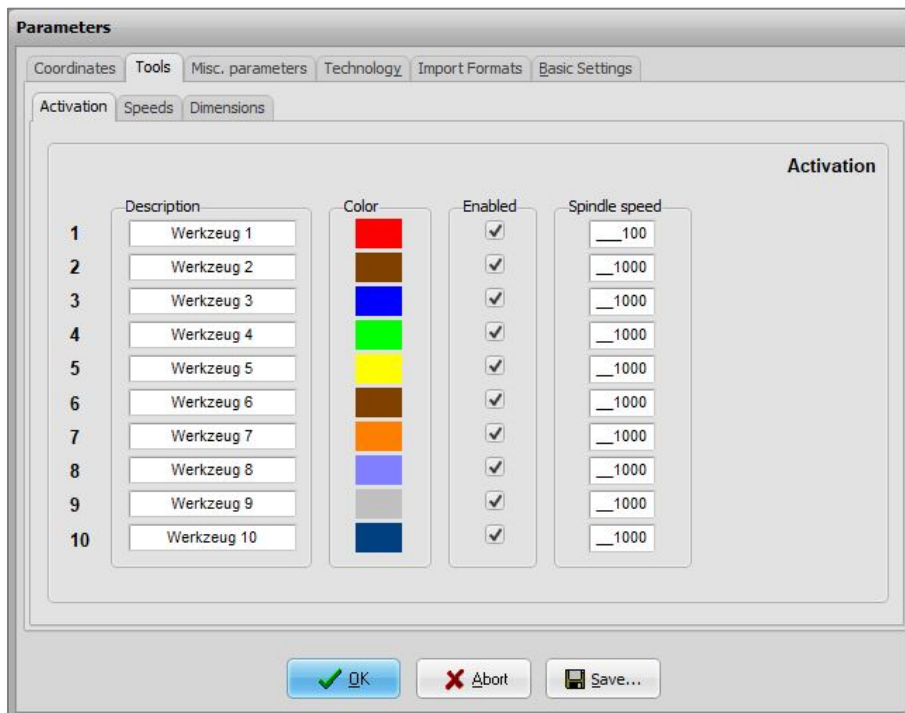 Parameters
Coordinates Tools Misc. parameters Technology Import Formats Basic Settings
Activation Speeds Dimensions
Activation
Description Color Enabled Spindle speed
1 Werkzeug 1 ___100
2 Werkzeug 2 __1000
3 Werkzeug 3 __1000
4 Werkzeug 4 __1000
5 Werkzeug 5 __1000
6 Werkzeug 6 __1000
7 Werkzeug 7 __1000
8 Werkzeug 8 __1000
9 Werkzeug 9 __1000
10 Werkzeug 10 __1000
OK Abort Save...